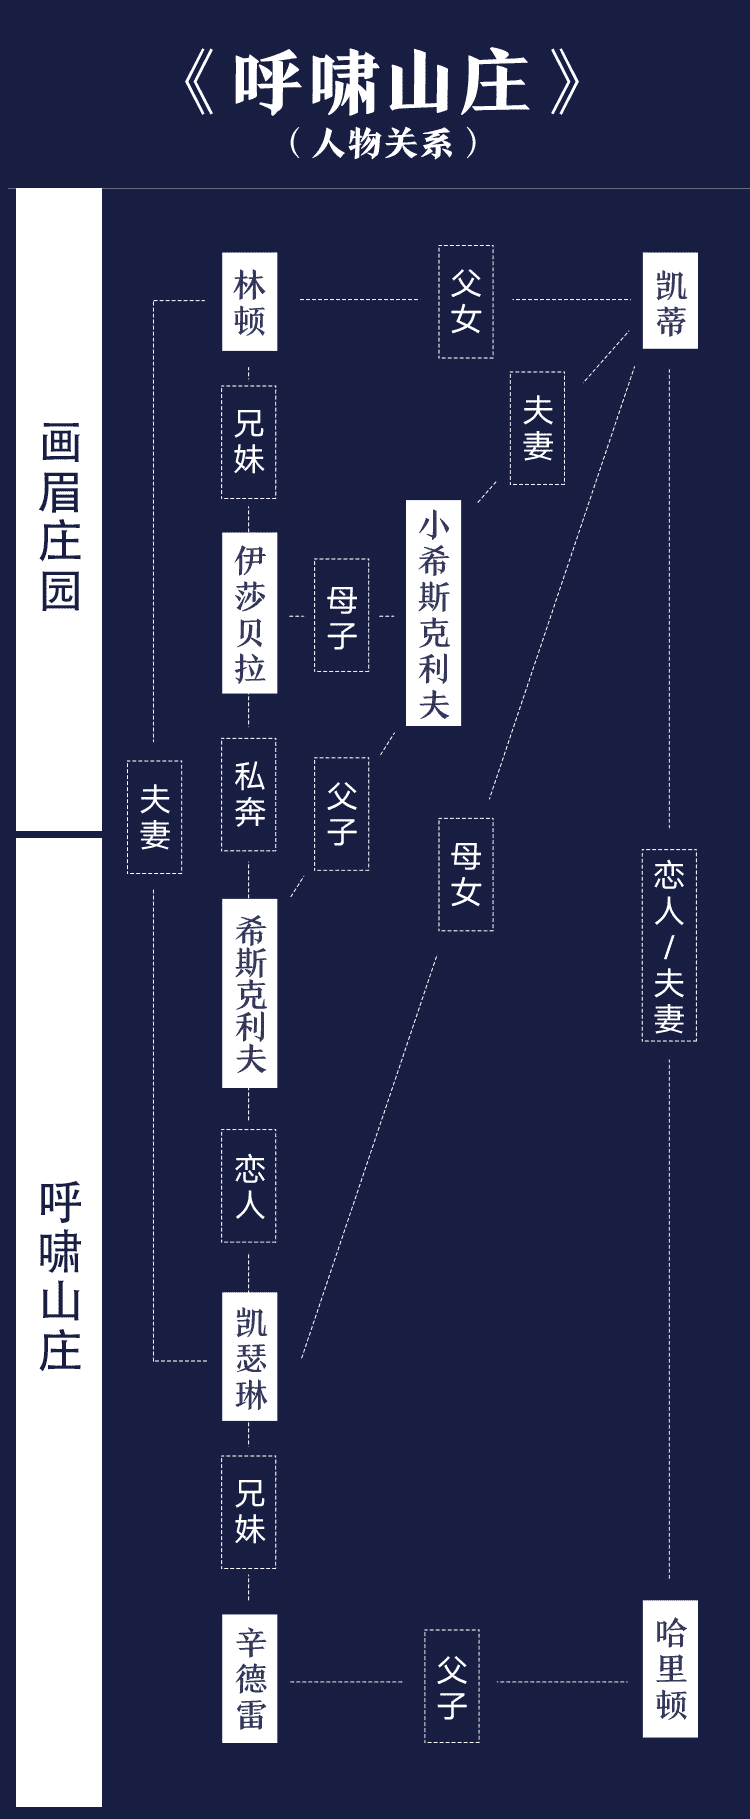 《呼啸山庄》
（人物关系）
画眉庄园
呼啸山庄
林顿
父女
凯蒂
兄妹
夫妻
伊莎贝拉
母子
小希斯克利夫
夫妻
私奔
父子
母女
恋人/夫妻
希斯克利夫
恋人
凯瑟琳
兄妹
辛德雷
父子
哈里顿